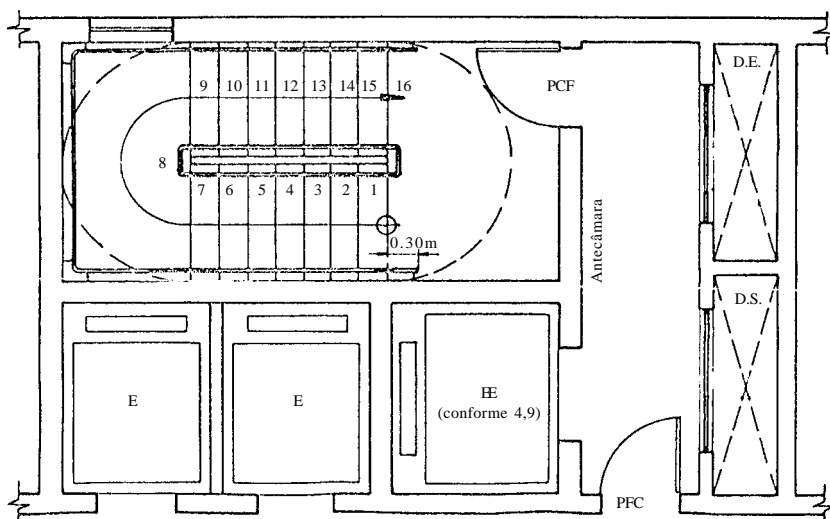 D.E.
9 10 11 12 13 14 15 16
PCF
8
7 6 5 4 3 2 1
0.30m
Antecâmara
D.S.
E
E
EE
(conforme 4,9)
PFC